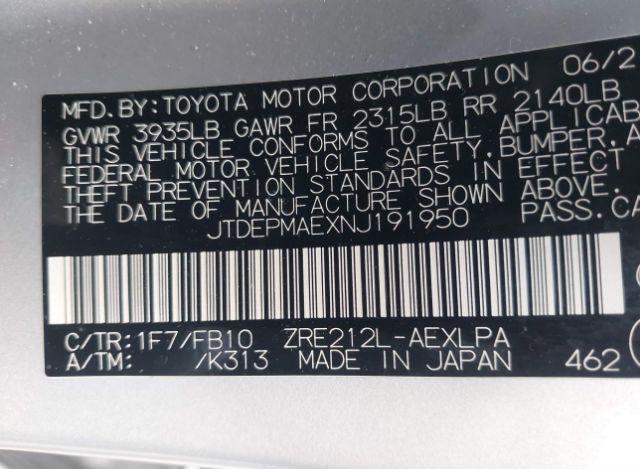 MFD.BY:TOYOTA MOTOR CORPORATION 06/2
GVWR 3935LB GAWR FR 2315LB RR 2140LB
THIS VEHICLE CONFORMS TO ALL APPLICAB
FEDERAL MOTOR VEHICLE SAFETY,BUMPER, A
THEFT PREVENTION STANDARDS IN EFFECT
DATE OF MANUFACTURE SHOWN ABOVE.
JTDEPMAEXNJ191950 PASS.CA
C/TR:1F7/FB10 ZRE212L-AEXLPA
A/TM: /K313 MADE IN JAPAN 462